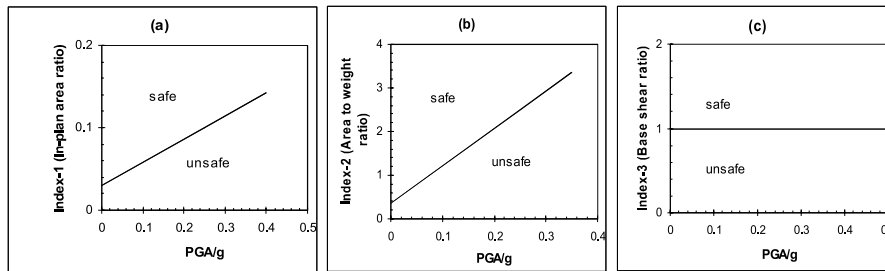 (a)
Index-1 (In-plan area ratio)
0.2
0.1
0
safe
unsafe
0 0.1 0.2 0.3 0.4 0.5
PGA/g
(b)
Index-2 (Area to weight
ratio)
4
3
2
1
0
safe
unsafe
0 0.1 0.2 0.3 0.4
PGA/g
(c)
Index-3 (Base shear ratio)
2
1
0
safe
unsafe
0 0.1 0.2 0.3 0.4 0.5
PGA/g